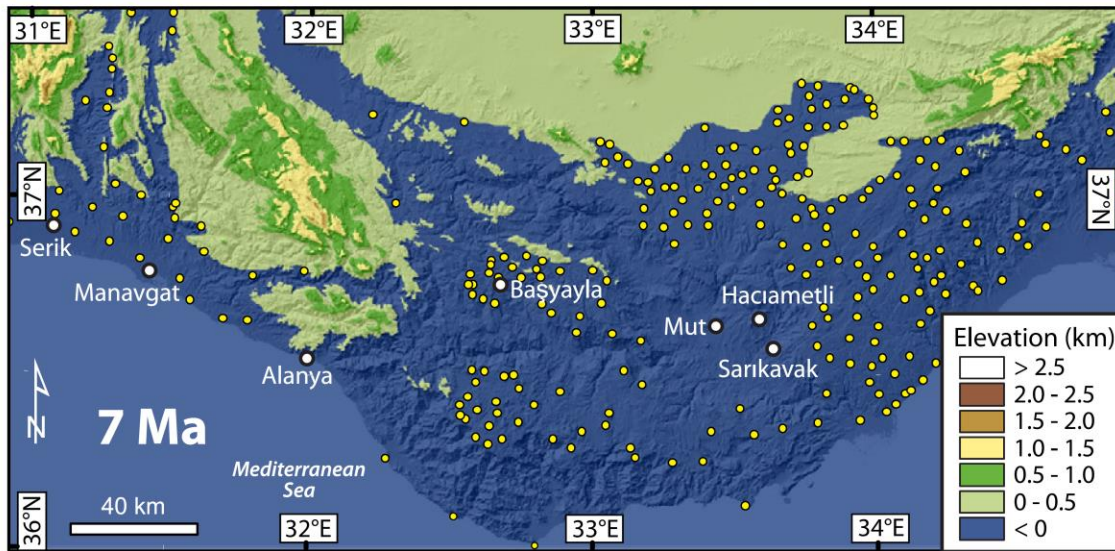 31°E
32°E
33°E
34°E
37°N
37°N
Serik
Manavgat
Başyayla
Hacıametli
Mut
Sarıkavak
Alanya
N
7 Ma
Mediterranean
Sea
40 km
36°N
32°E
33°E
34°E
Elevation (km)
> 2.5
2.0 - 2.5
1.5 - 2.0
1.0 - 1.5
0.5 - 1.0
0 - 0.5
< 0